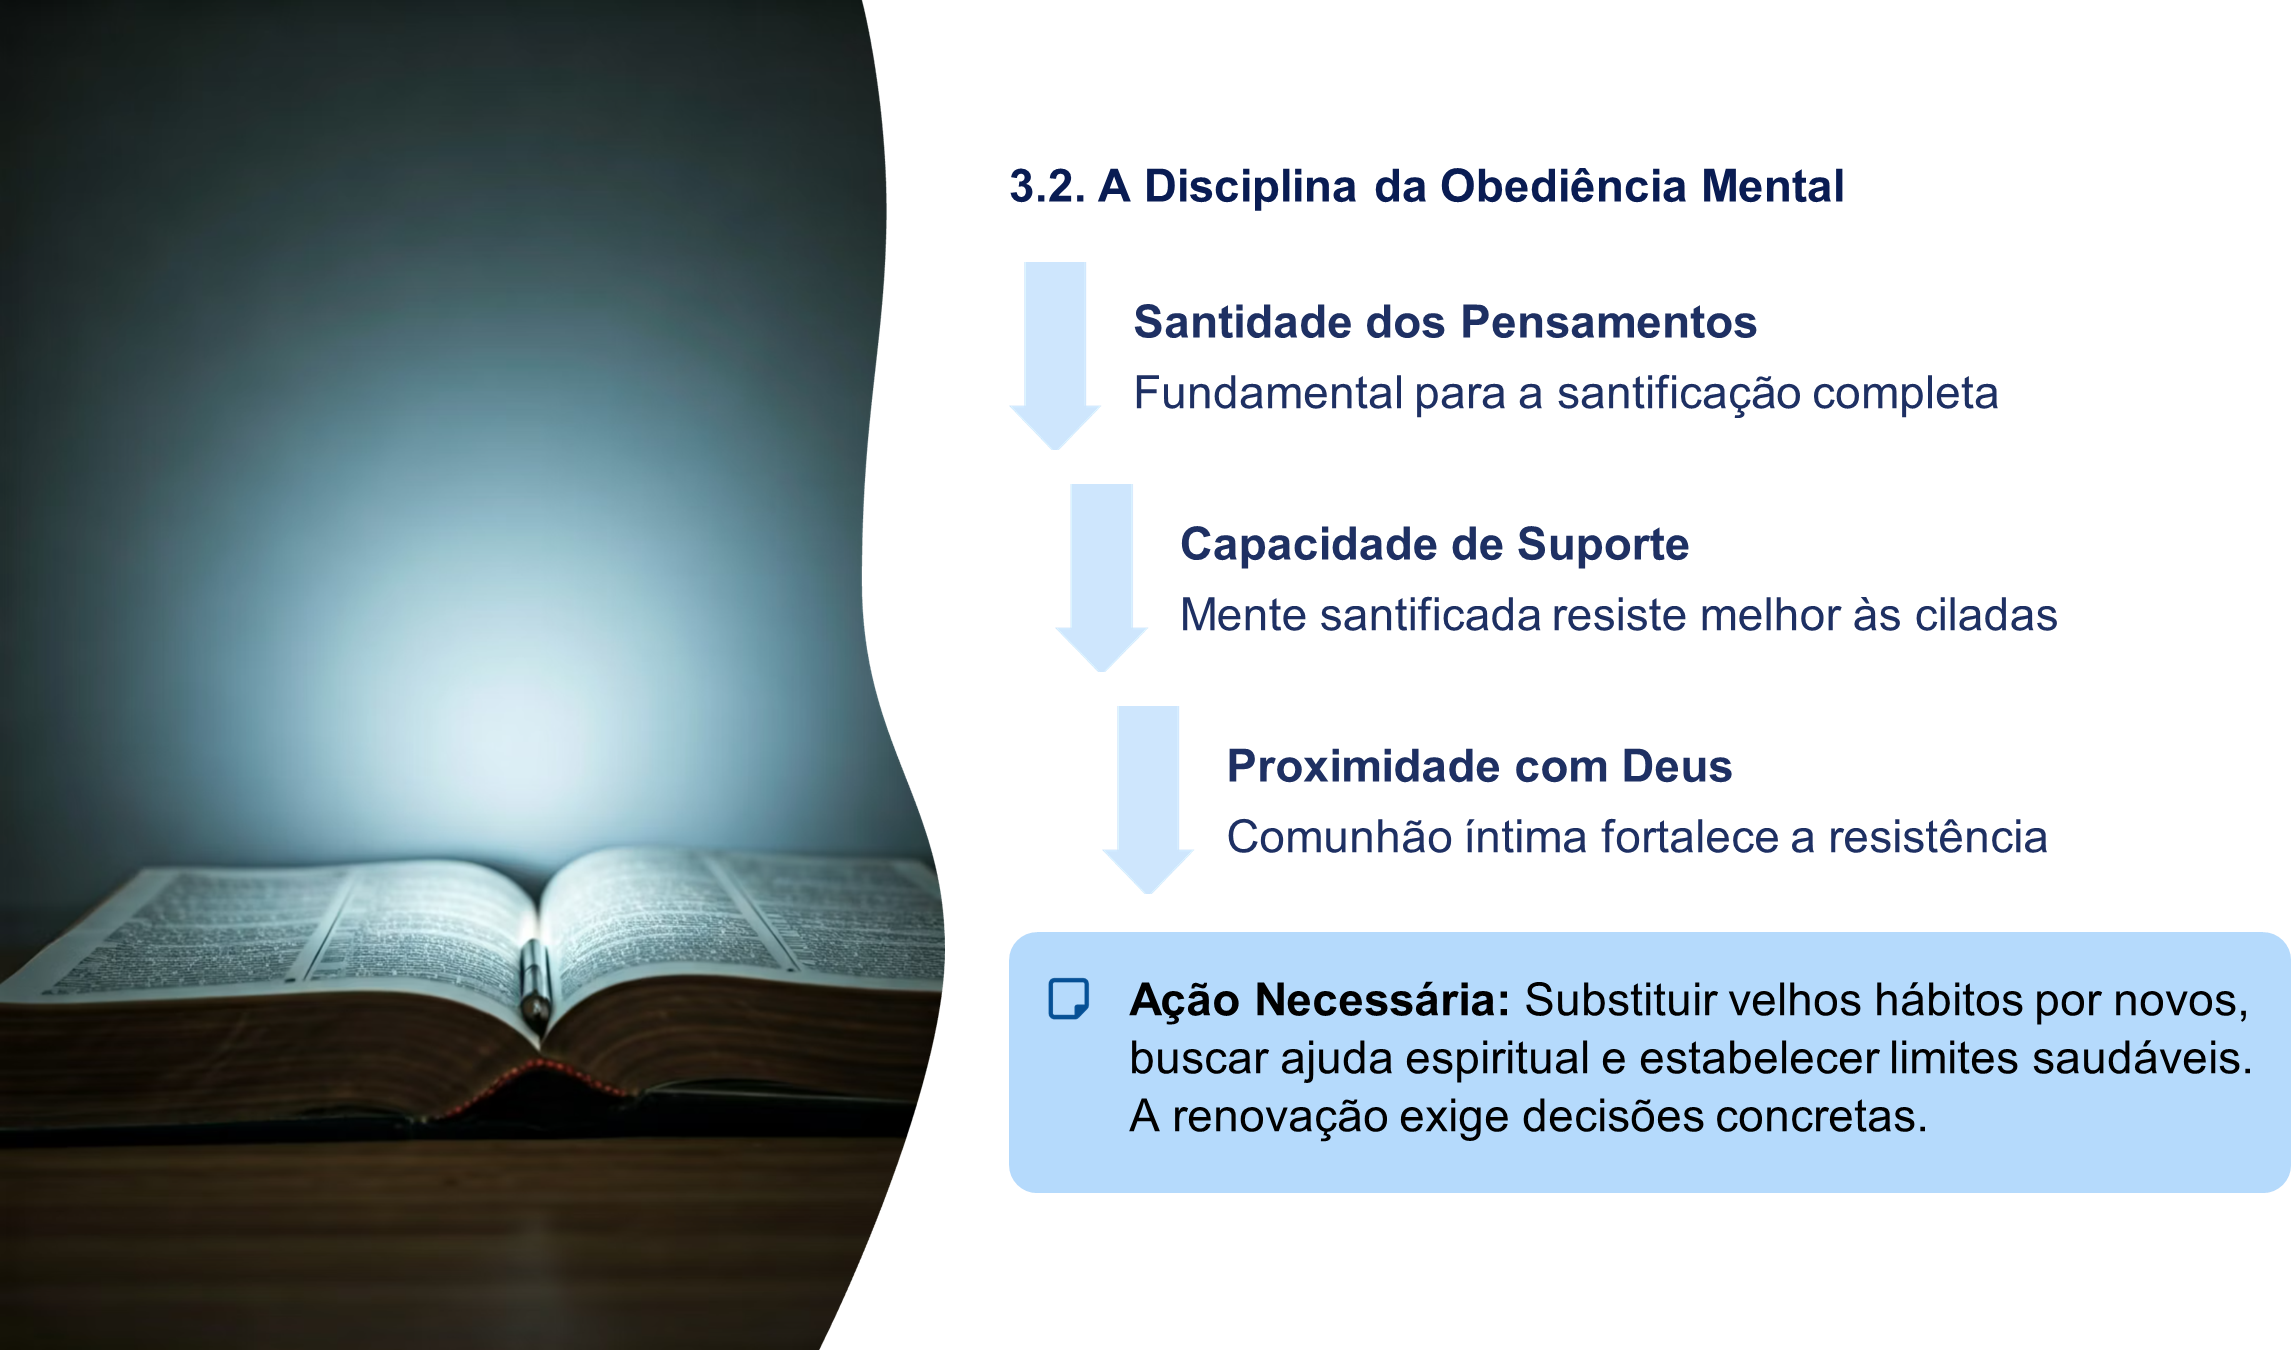 3.2. A Disciplina da Obediência Mental
Santidade dos Pensamentos
Fundamental para a santificação completa
Capacidade de Suporte
Mente santificada resiste melhor às ciladas
Proximidade com Deus
Comunhão íntima fortalece a resistência
Ação Necessária: Substituir velhos hábitos por novos,
buscar ajuda espiritual e estabelecer limites saudáveis.
A renovação exige decisões concretas.